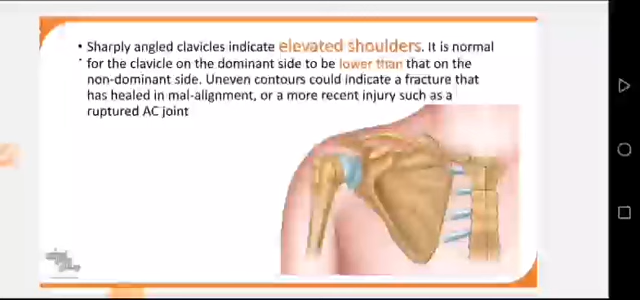 • Sharply angled clavicles indicate elevated shoulders. It is normal
for the clavicle on the dominant side to be lower than that on the
non-dominant side. Uneven contours could indicate a fracture that
has healed in mal-alignment, or a more recent injury such as a
ruptured AC joint